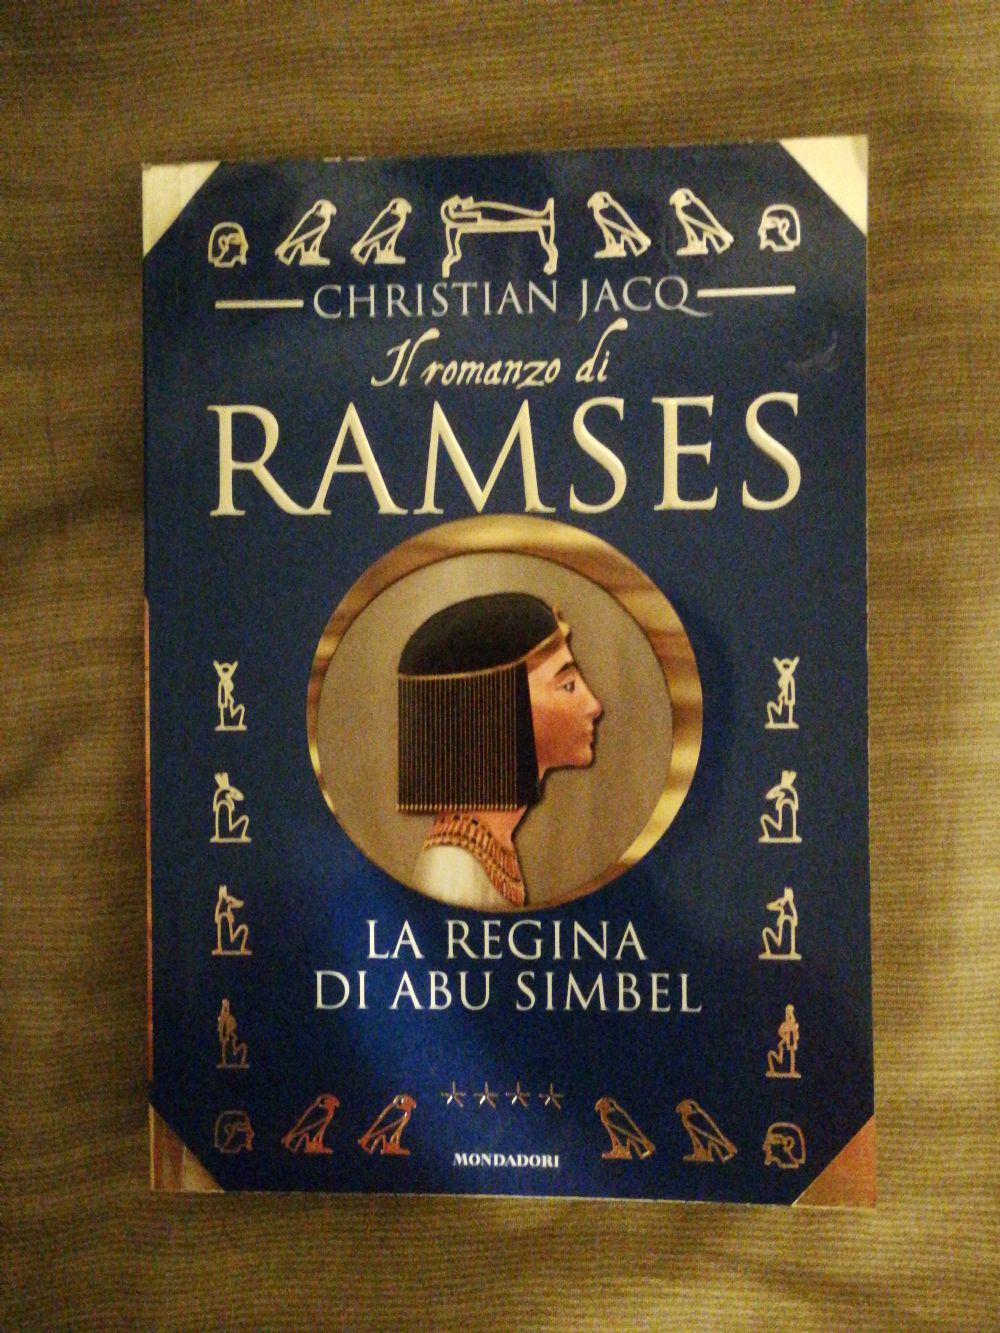 CHRISTIAN JACQ
Il romanzo di
RAMSES
LA REGINA
DI ABU SIMBEL
MONDADORI